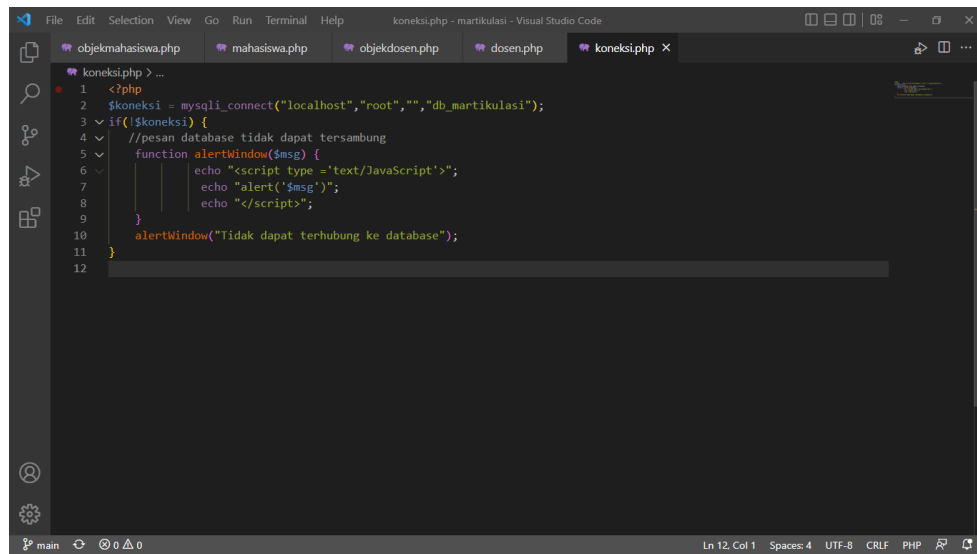 File Edit Selection View Go Run Terminal Help koneksi.php - martikulasi - Visual Studio Code
objekmahasiswa.php mahasiswa.php objekdosen.php dosen.php koneksi.php
koneksi.php > ...
1 <?php
2 $koneksi = mysqli_connect("localhost","root","","db_martikulasi");
3 if(!$koneksi) {
4 //pesan database tidak dapat tersambung
5 function alertWindow($msg) {
6 echo "<script type ='text/JavaScript'>";
7 echo "alert('$msg')";
8 echo "</script>";
9 }
10 alertWindow("Tidak dapat terhubung ke database");
11 }
12
main 0 0 Ln 12, Col 1 Spaces: 4 UTF-8 CRLF PHP